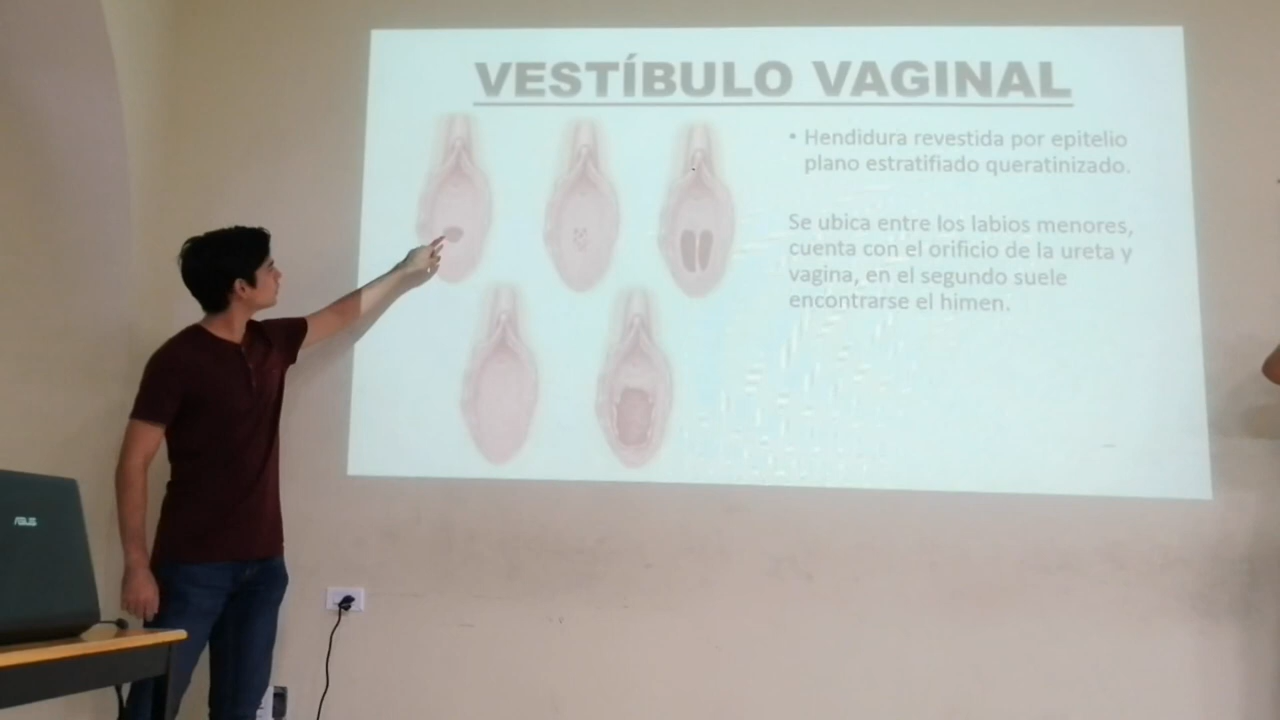 VESTÍBULO VAGINAL
• Hendidura revestida por epitelio
plano estratifiado queratinizado.
Se ubica entre los labios menores,
cuenta con el orificio de la ureta y
vagina, en el segundo suele
encontrarse el himen.
ASUS